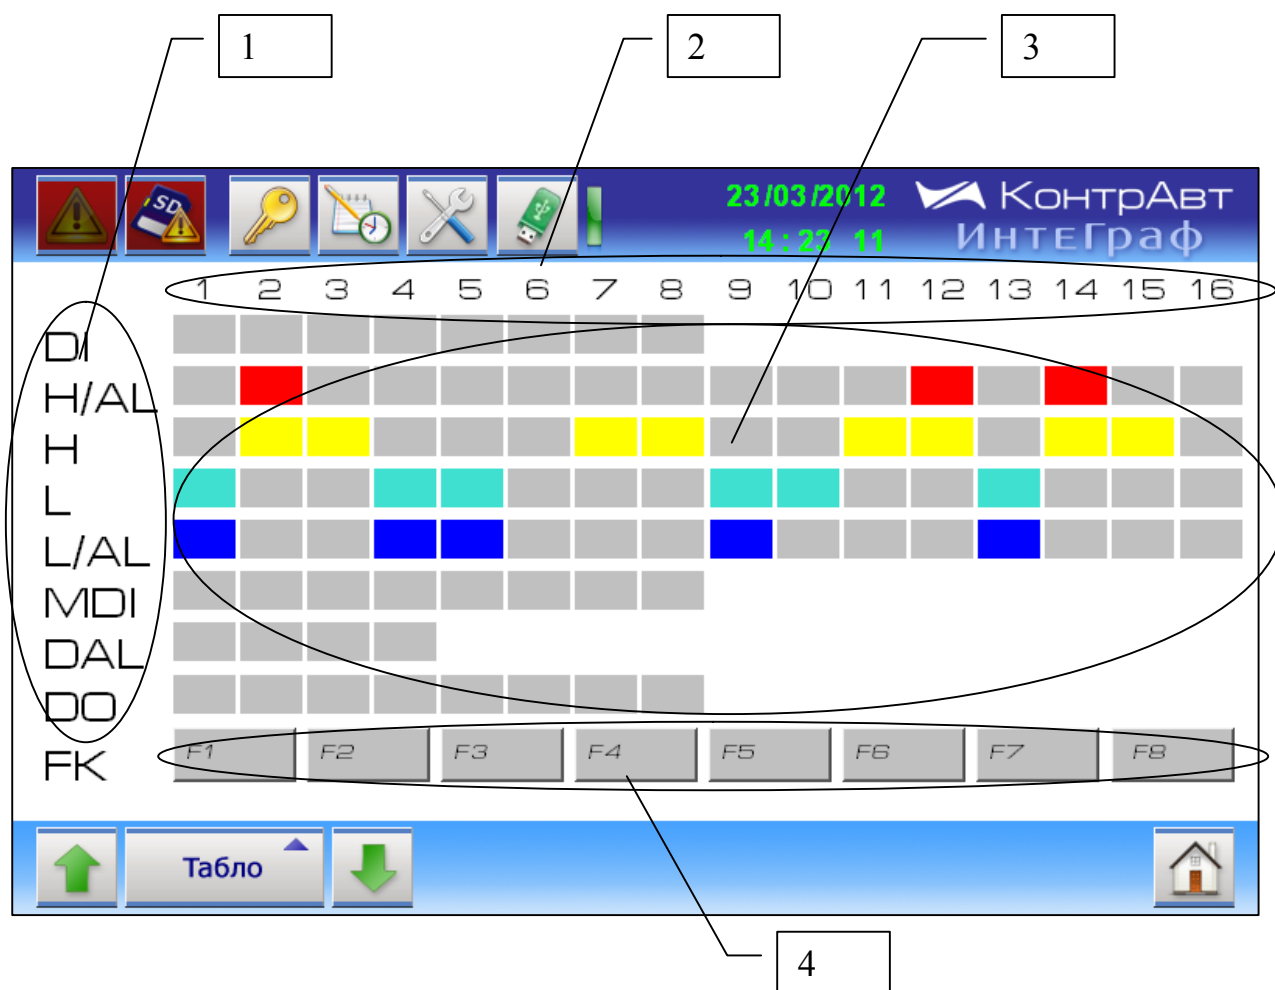 1
2
3
SD
23/03/2012
КонтрАвт
14:23 11
ИнтеГраф
1 2 3 4 5 6 7 8 9 10 11 12 13 14 15 16
DI
H/AL
H
L
L/AL
MDI
DAL
DO
FK F1 F2 F3 F4 F5 F6 F7 F8
Табло
4